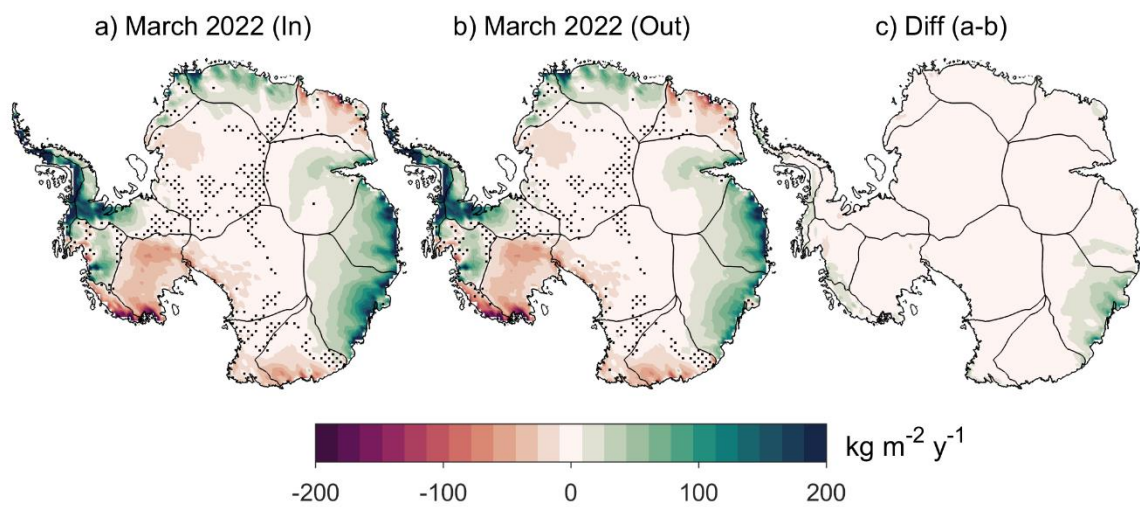 a) March 2022 (In) b) March 2022 (Out) c) Diff (a-b)
kg m⁻² y⁻¹
-200 -100 0 100 200